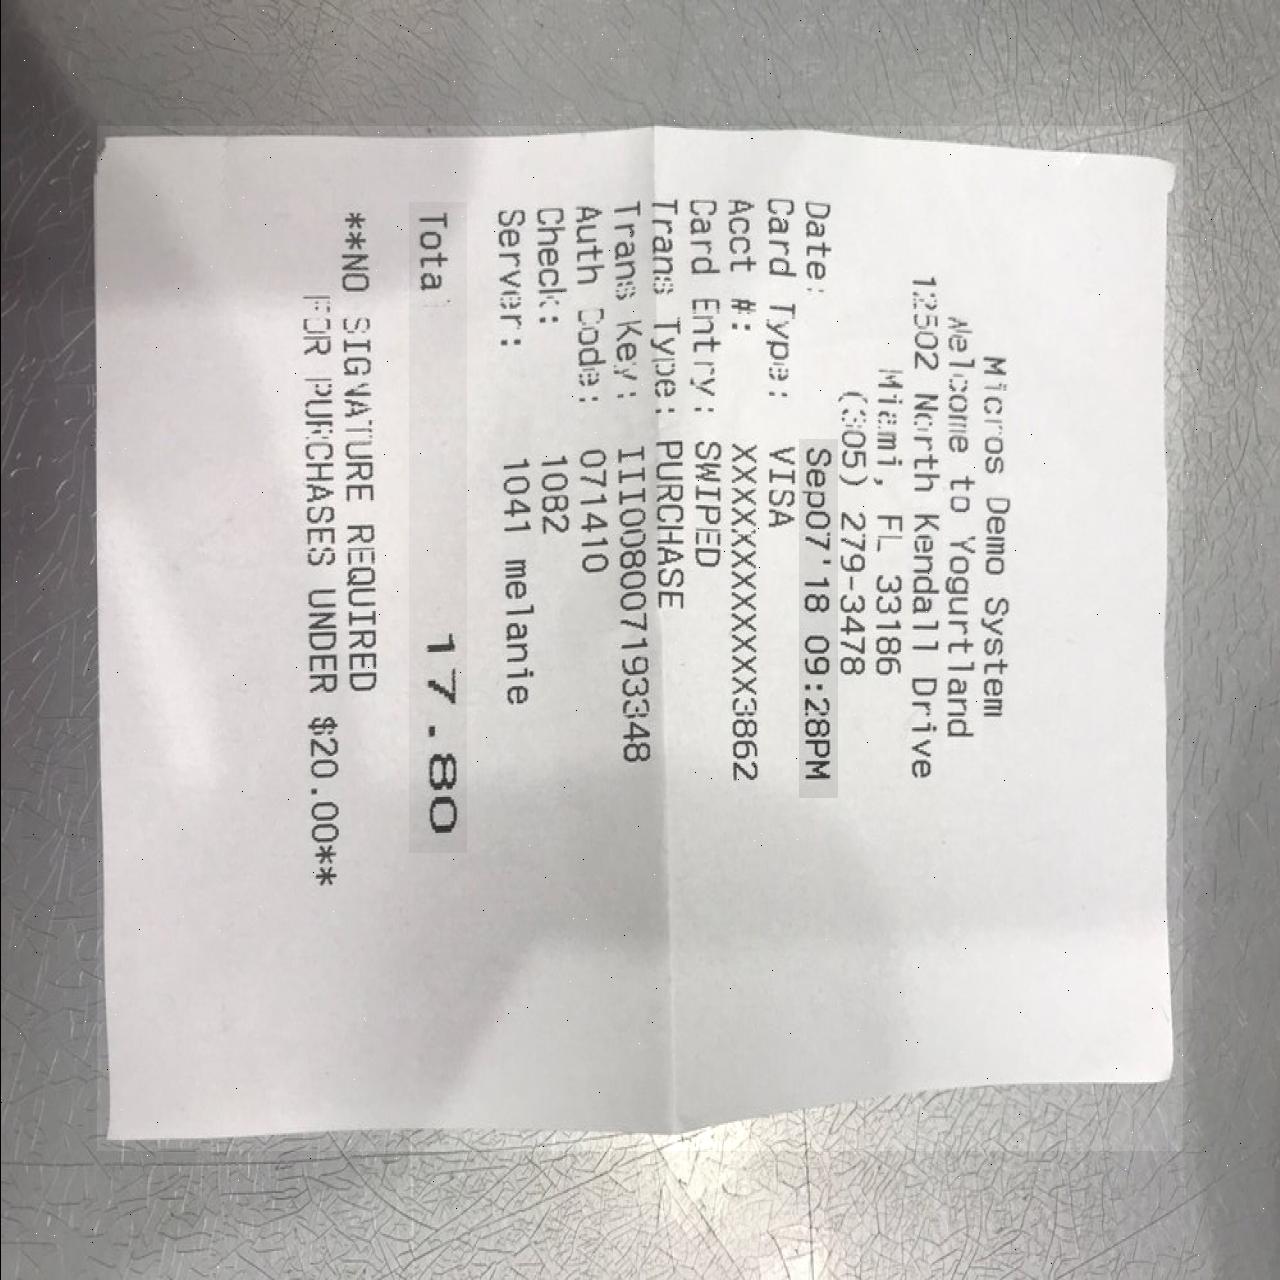 Micros Demo System
Welcome to Yogurtland
12502 North Kendall Drive
Miami, FL 33186
(305) 279-3478
Date: Sep07'18 09:28PM
Card Type: VISA
Acct #: XXXXXXXXXXXX3862
Card Entry: SWIPED
Trans Type: PURCHASE
Trans Key: III008007193348
Auth Code: 071410
Check: 1082
Server: 1041 melanie
Total 17.80
**NO SIGNATURE REQUIRED
FOR PURCHASES UNDER $20.00**